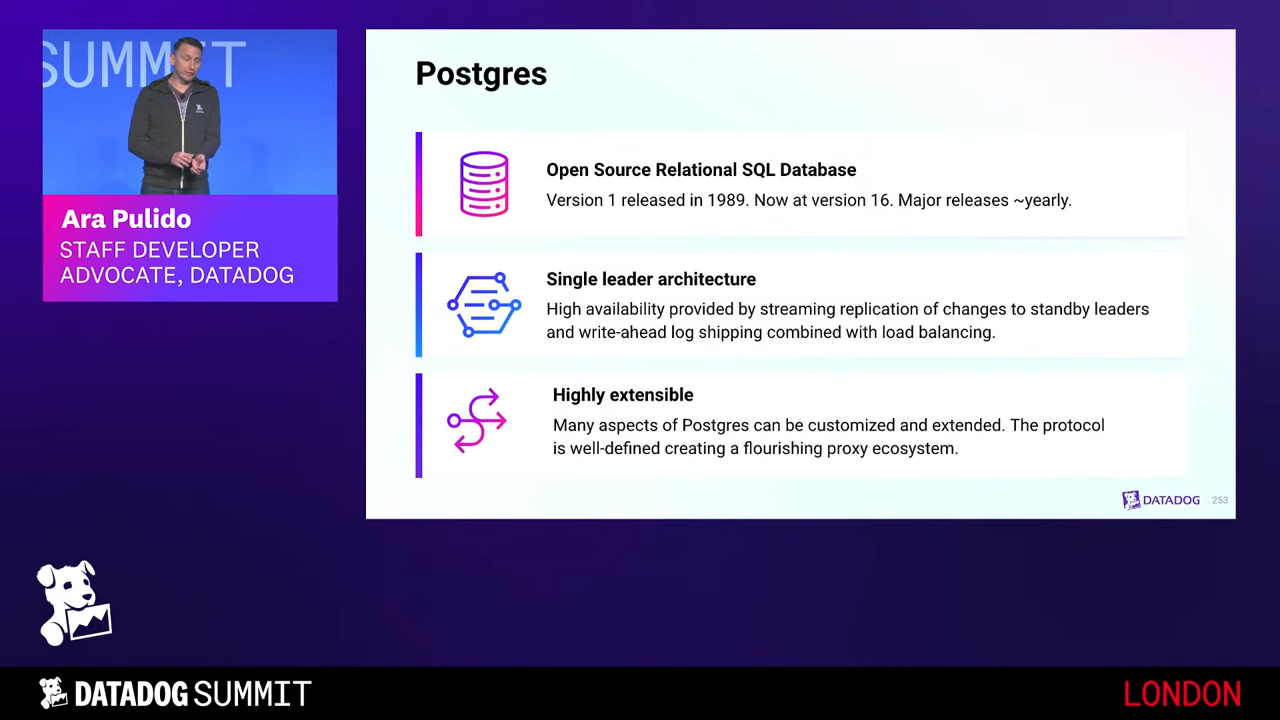 SUMMIT
Ara Pulido
STAFF DEVELOPER
ADVOCATE, DATADOG
Postgres
Open Source Relational SQL Database
Version 1 released in 1989. Now at version 16. Major releases ~yearly.
Single leader architecture
High availability provided by streaming replication of changes to standby leaders
and write-ahead log shipping combined with load balancing.
Highly extensible
Many aspects of Postgres can be customized and extended. The protocol
is well-defined creating a flourishing proxy ecosystem.
DATADOG 253
DATADOG SUMMIT
LONDON